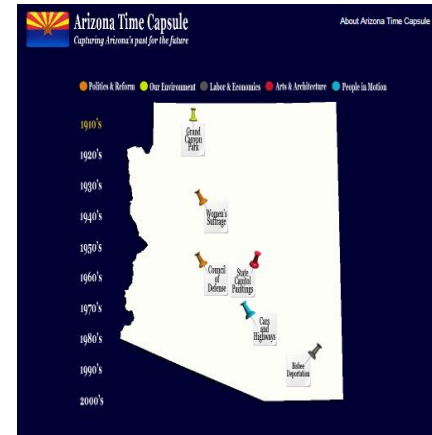 Arizona Time Capsule
Capturing Arizona's past for the future
About Arizona Time Capsule
Politics & Reform Our Environment Labor & Economics Arts & Architecture People in Motion
1910's
Grand
Canyon
Park
1920's
1930's
Women's
Suffrage
1940's
1950's
Council
of
Defense
State
Capitol
Paintings
1960's
1970's
Cars
and
Highways
1980's
Bisbee
Deportation
1990's
2000's